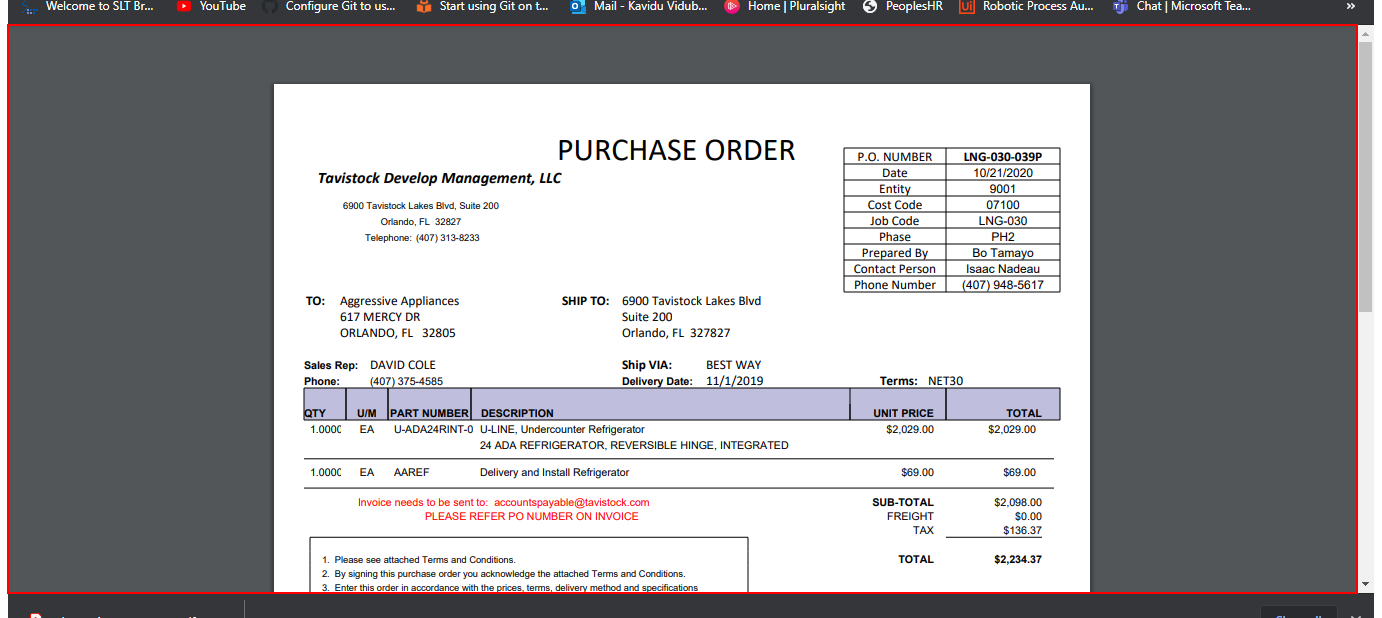 Welcome to SLT Br... YouTube Configure Git to us... Start using Git on t... Mail - Kavidu Vidub... Home | Pluralsight PeoplesHR Robotic Process Au... Chat | Microsoft Tea... »
PURCHASE ORDER
Tavistock Develop Management, LLC
6900 Tavistock Lakes Blvd, Suite 200
Orlando, FL 32827
Telephone: (407) 313-8233
P.O. NUMBER LNG-030-039P
Date 10/21/2020
Entity 9001
Cost Code 07100
Job Code LNG-030
Phase PH2
Prepared By Bo Tamayo
Contact Person Isaac Nadeau
Phone Number (407) 948-5617
TO: Aggressive Appliances
617 MERCY DR
ORLANDO, FL 32805
SHIP TO: 6900 Tavistock Lakes Blvd
Suite 200
Orlando, FL 327827
Sales Rep: DAVID COLE
Phone: (407) 375-4585
Ship VIA: BEST WAY
Delivery Date: 11/1/2019
Terms: NET30
QTY U/M PART NUMBER DESCRIPTION UNIT PRICE TOTAL
1.0000 EA U-ADA24RINT-0 U-LINE, Undercounter Refrigerator $2,029.00 $2,029.00
24 ADA REFRIGERATOR, REVERSIBLE HINGE, INTEGRATED
1.0000 EA AAREF Delivery and Install Refrigerator $69.00 $69.00
Invoice needs to be sent to: accountspayable@tavistock.com
PLEASE REFER PO NUMBER ON INVOICE
SUB-TOTAL $2,098.00
FREIGHT $0.00
TAX $136.37
TOTAL $2,234.37
1. Please see attached Terms and Conditions.
2. By signing this purchase order you acknowledge the attached Terms and Conditions.
3. Enter this order in accordance with the prices, terms, delivery method and specifications